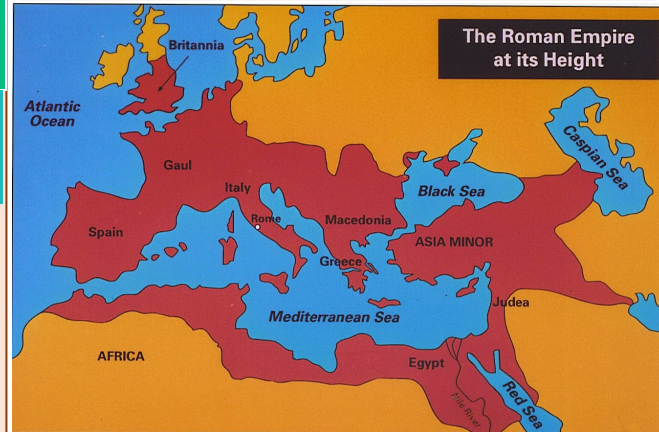 The Roman Empire
at its Height
Britannia
Atlantic
Ocean
Caspian Sea
Gaul
Italy
Black Sea
Rome
Macedonia
Spain
ASIA MINOR
Greece
Judea
Mediterranean Sea
AFRICA
Egypt
Red Sea
Nile River